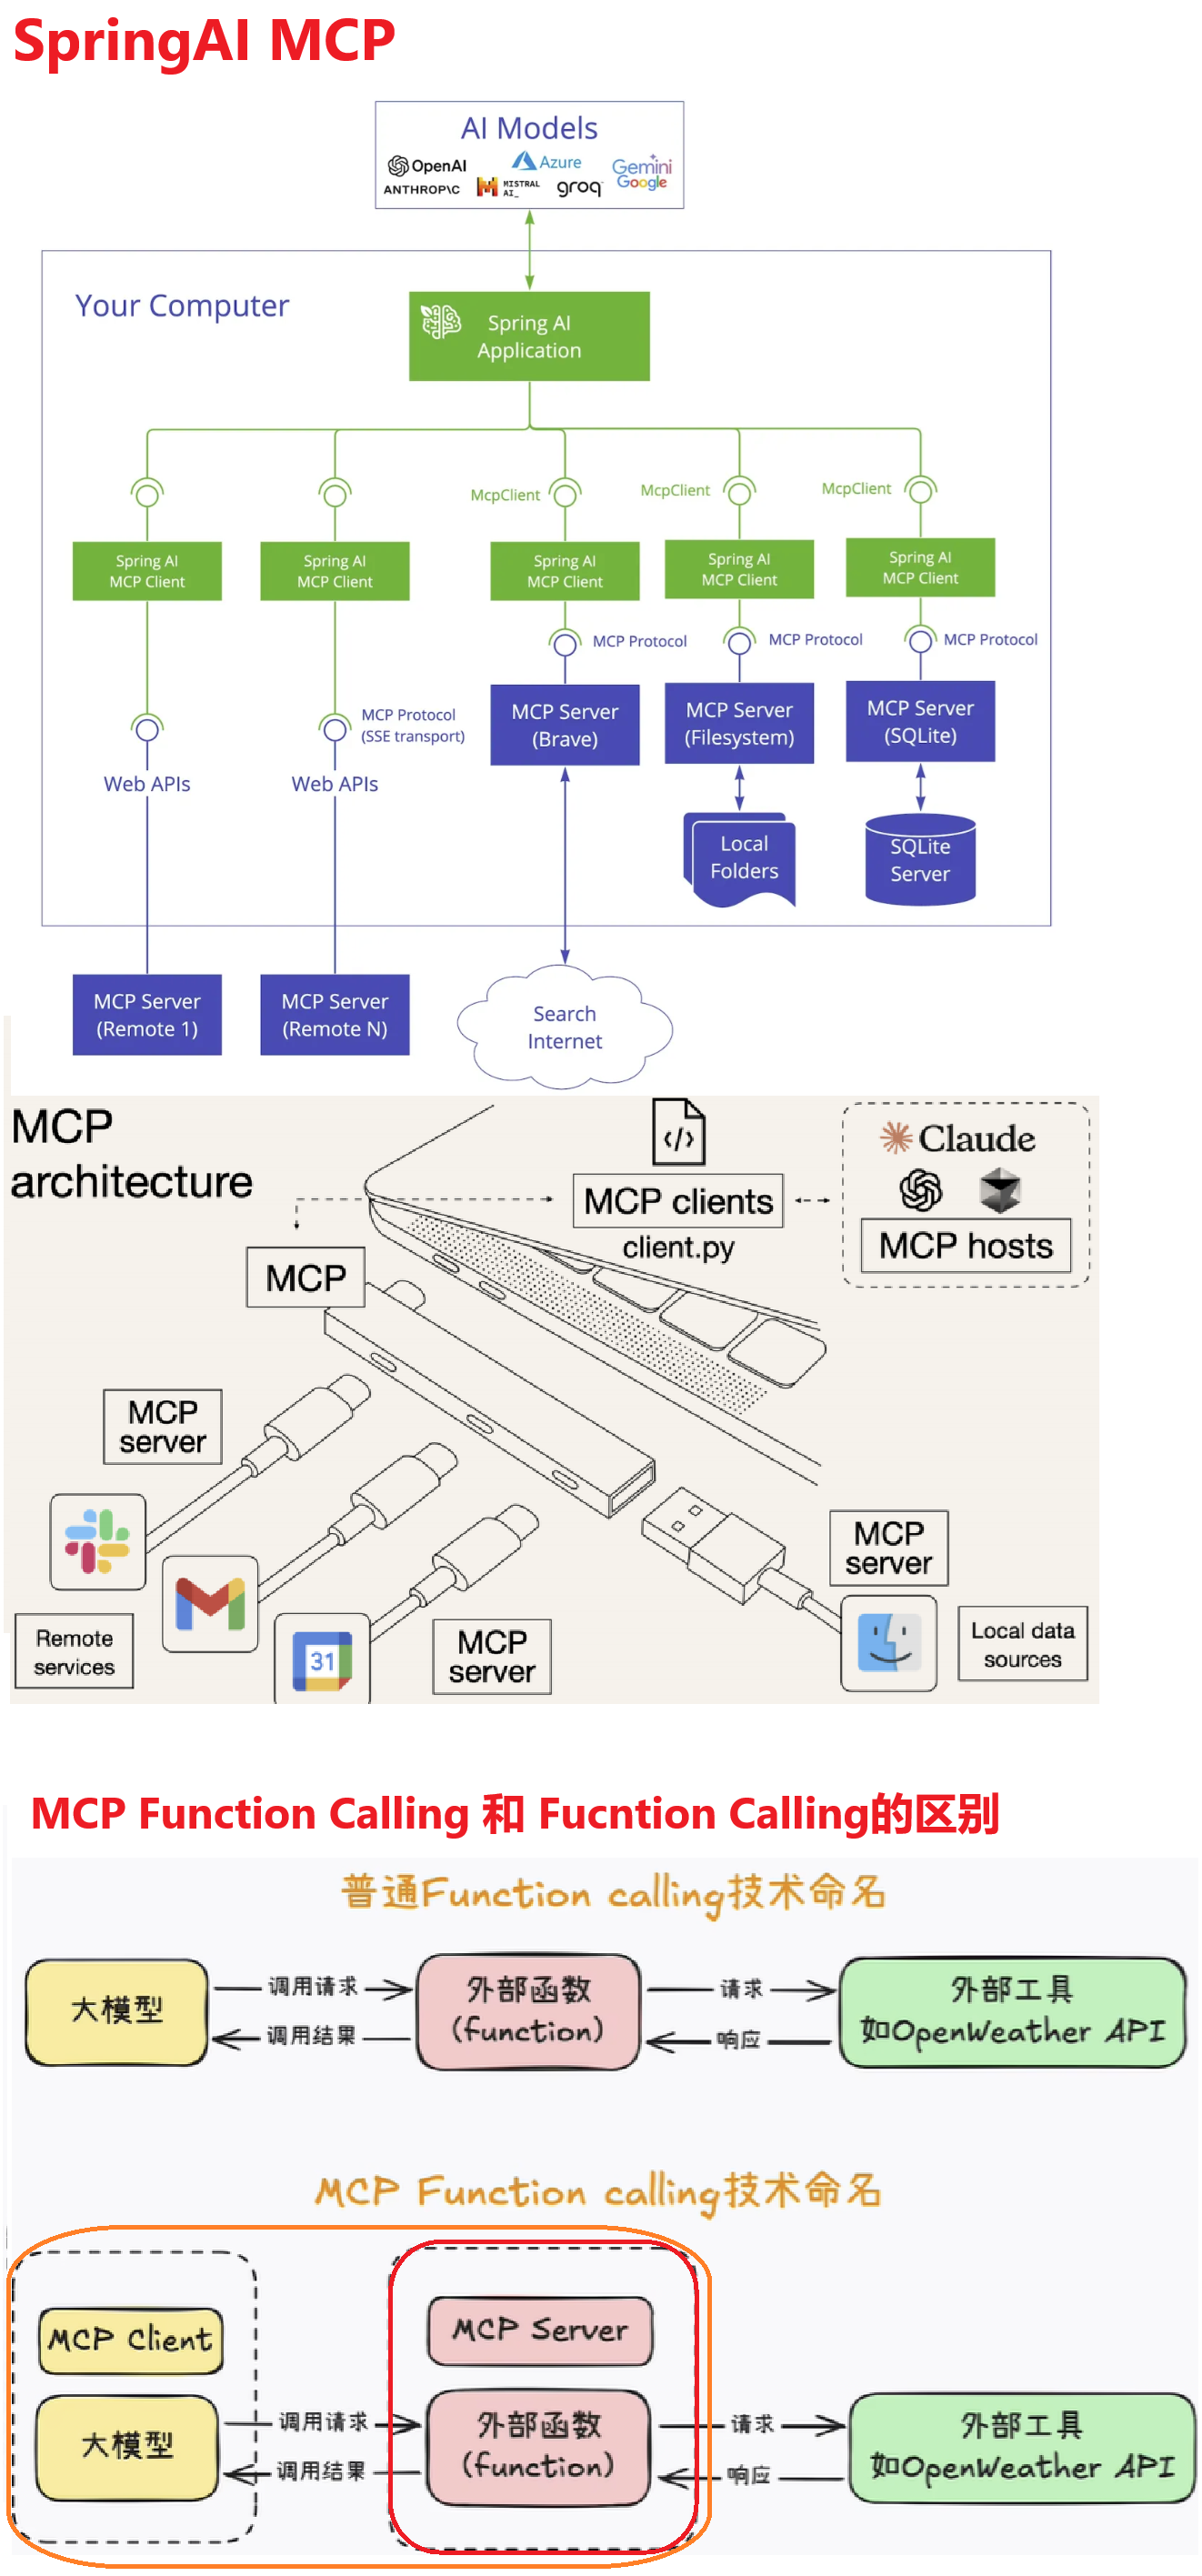 SpringAI MCP
AI Models
OpenAI
Azure
Gemini
Google
ANTHROP\C
MISTRAL
AI_
groq
Your Computer
Spring AI
Application
McpClient
McpClient
McpClient
Spring AI
MCP Client
Spring AI
MCP Client
Spring AI
MCP Client
Spring AI
MCP Client
Spring AI
MCP Client
MCP Protocol
MCP Protocol
MCP Protocol
MCP Protocol
(SSE transport)
MCP Server
(Brave)
MCP Server
(Filesystem)
MCP Server
(SQLite)
Web APIs
Web APIs
Local
Folders
SQLite
Server
MCP Server
(Remote 1)
MCP Server
(Remote N)
Search
Internet
MCP
architecture
</>
Claude
MCP clients
client.py
MCP hosts
MCP
MCP
server
MCP
server
Remote
services
31
MCP
server
Local data
sources
MCP Function Calling 和 Fucntion Calling的区别
普通Function calling技术命名
大模型
调用请求
调用结果
外部函数
(function)
请求
响应
外部工具
如OpenWeather API
MCP Function calling技术命名
MCP Client
大模型
调用请求
调用结果
MCP Server
外部函数
(function)
请求
响应
外部工具
如OpenWeather API